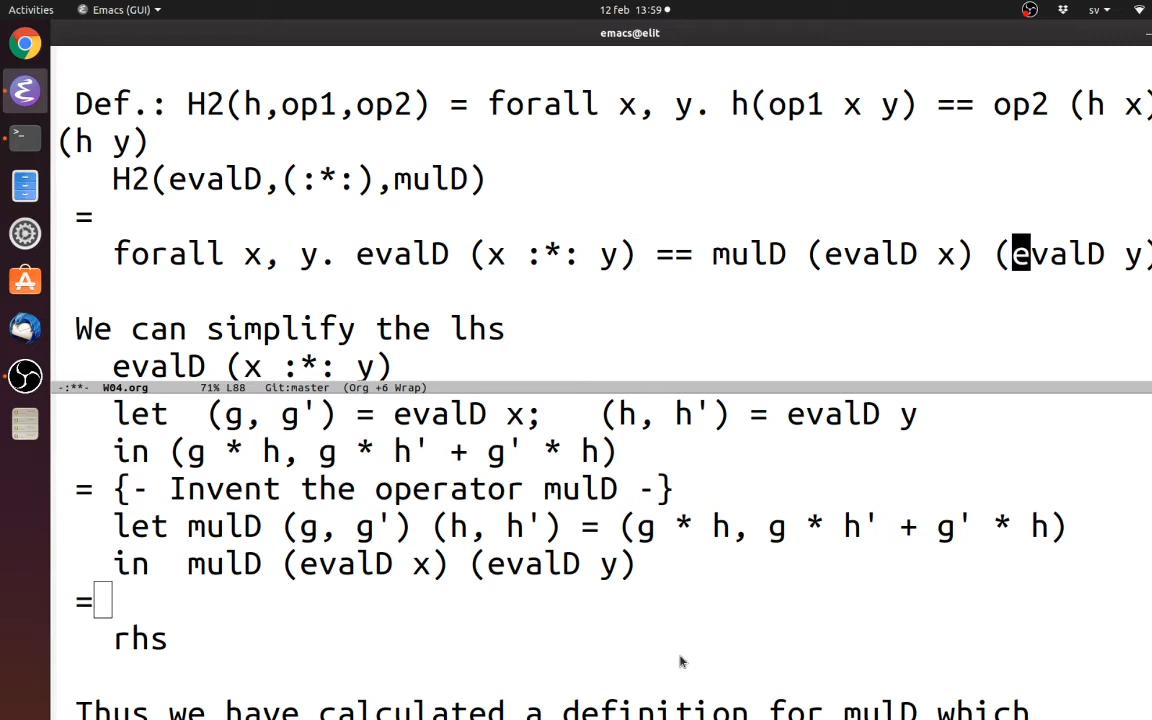 Activities Emacs (GUI) 12 feb 13:59 sv
emacs@elit
Def.: H2(h,op1,op2) = forall x, y. h(op1 x y) == op2 (h x)
(h y)
H2(evalD,(:*:),mulD)
=
forall x, y. evalD (x :*: y) == mulD (evalD x) (evalD y)
We can simplify the lhs
evalD (x :*: y)
-:**- W04.org 71% L88 Git:master (Org +6 Wrap)
let (g, g') = evalD x; (h, h') = evalD y
in (g * h, g * h' + g' * h)
= {- Invent the operator mulD -}
let mulD (g, g') (h, h') = (g * h, g * h' + g' * h)
in mulD (evalD x) (evalD y)
=
rhs
Thus we have calculated a definition for mulD which